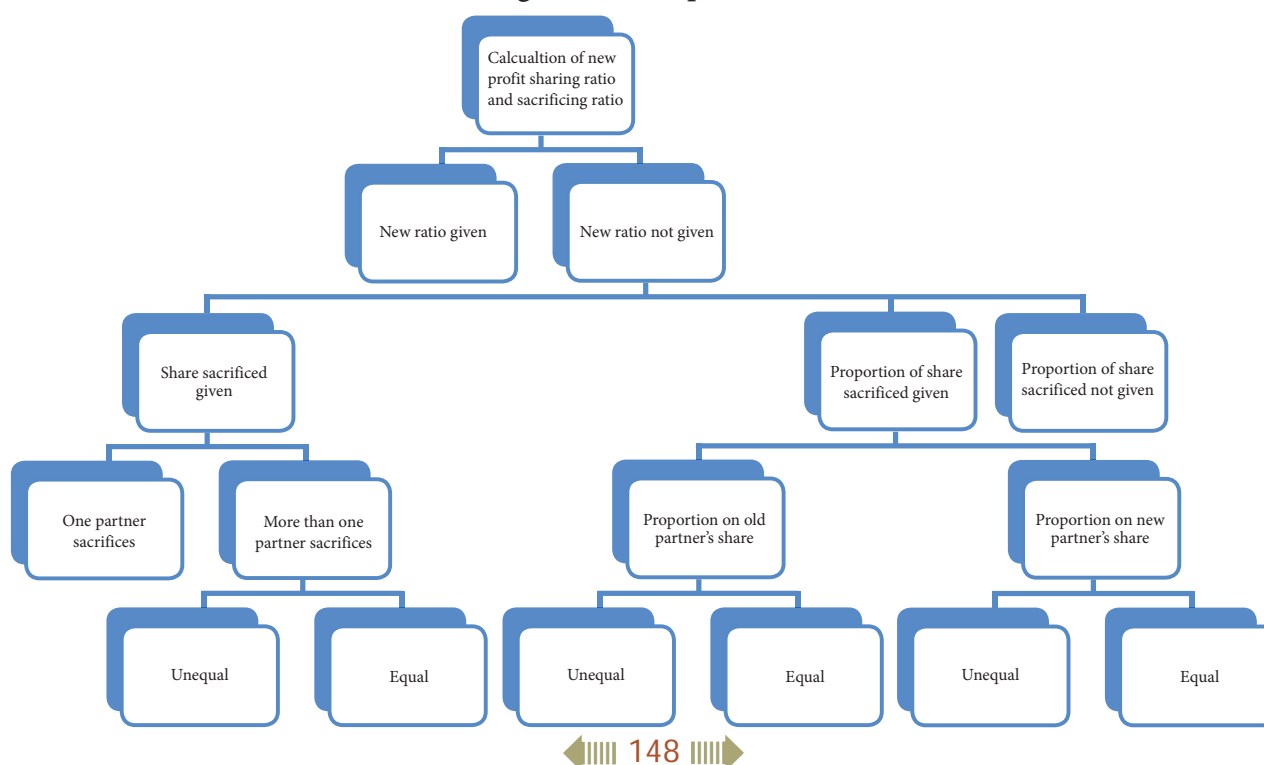 Calcualtion of new
profit sharing ratio
and sacrificing ratio
New ratio given
New ratio not given
Share sacrificed
given
Proportion of share
sacrificed given
Proportion of share
sacrificed not given
One partner
sacrifices
More than one
partner sacrifices
Proportion on old
partner's share
Proportion on new
partner's share
Unequal
Equal
Unequal
Equal
Unequal
Equal
148